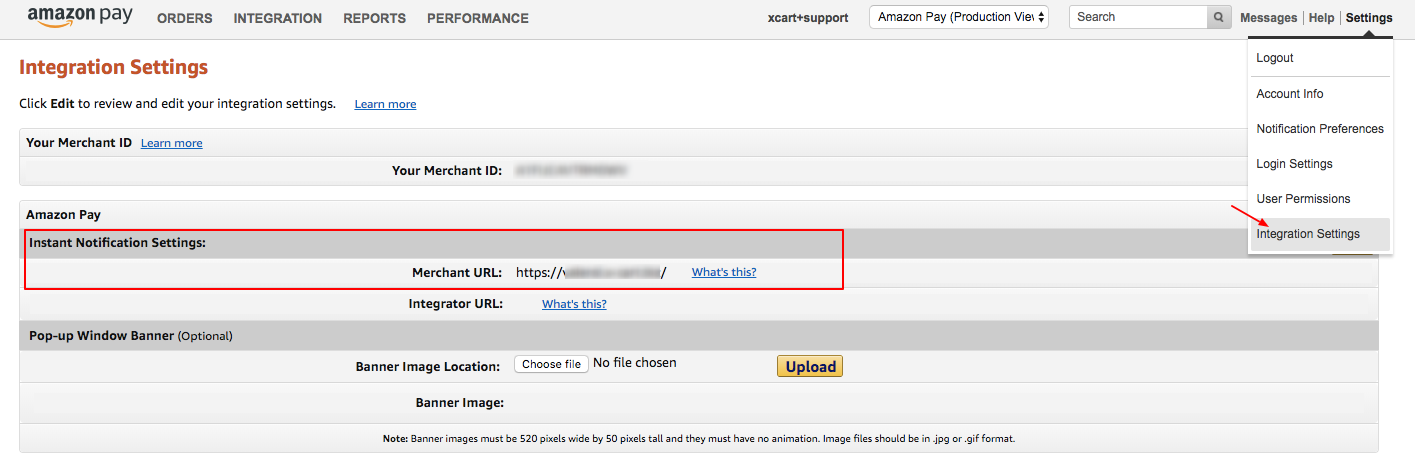 amazon pay ORDERS INTEGRATION REPORTS PERFORMANCE xcart+support Amazon Pay (Production Viev Search Messages | Help | Settings
Logout
Integration Settings
Account Info
Click Edit to review and edit your integration settings. Learn more
Notification Preferences
Your Merchant ID Learn more
Login Settings
Your Merchant ID:
User Permissions
Amazon Pay
Integration Settings
Instant Notification Settings:
Merchant URL: https:// / What's this?
Integrator URL: What's this?
Pop-up Window Banner (Optional)
Banner Image Location: Choose file No file chosen Upload
Banner Image:
Note: Banner images must be 520 pixels wide by 50 pixels tall and they must have no animation. Image files should be in .jpg or .gif format.